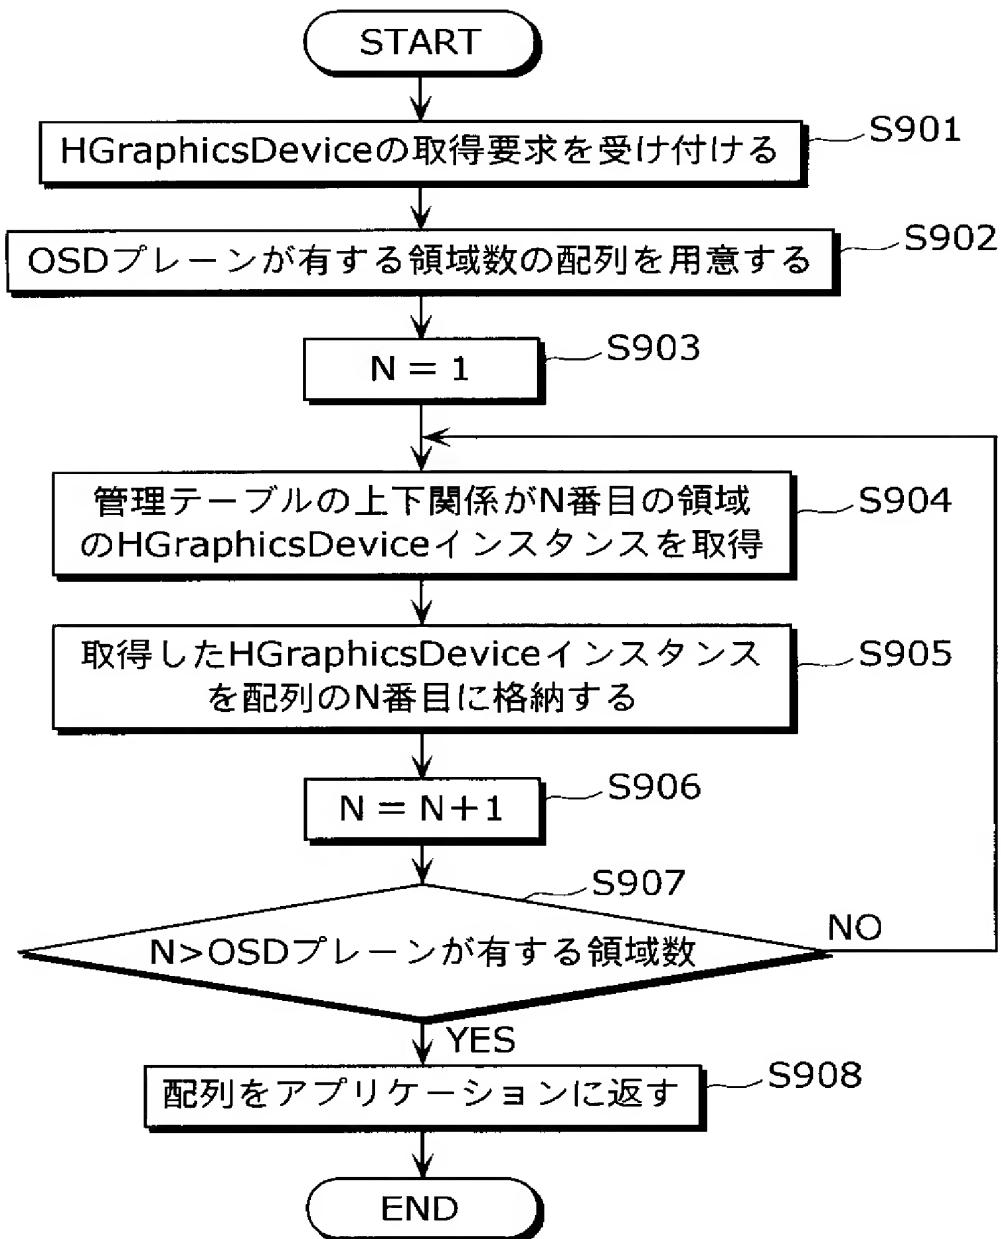 START
HGraphicsDeviceの取得要求を受け付ける
S901
OSDプレーンが有する領域数の配列を用意する
S902
N = 1
S903
管理テーブルの上下関係がN番目の領域
のHGraphicsDeviceインスタンスを取得
S904
取得したHGraphicsDeviceインスタンス
を配列のN番目に格納する
S905
N = N+1
S906
S907
N>OSDプレーンが有する領域数
NO
YES
配列をアプリケーションに返す
S908
END